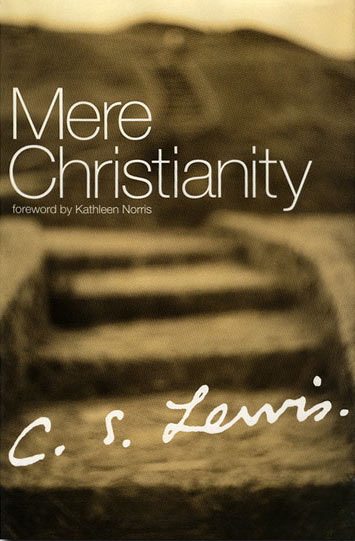 Mere
Christianity
foreword by Kathleen Norris
C. S. Lewis.